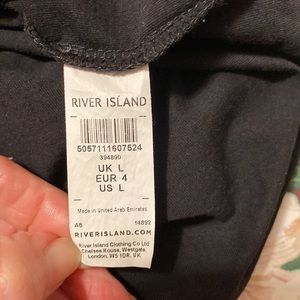 RIVER ISLAND
5057111607524
394890
UK L
EUR 4
US L
Made in United Arab Emirates
A6 14892
RIVERISLAND.COM
River Island Clothing Co Ltd
Chelsea House, Westgate,
London, W5 1DR. UK